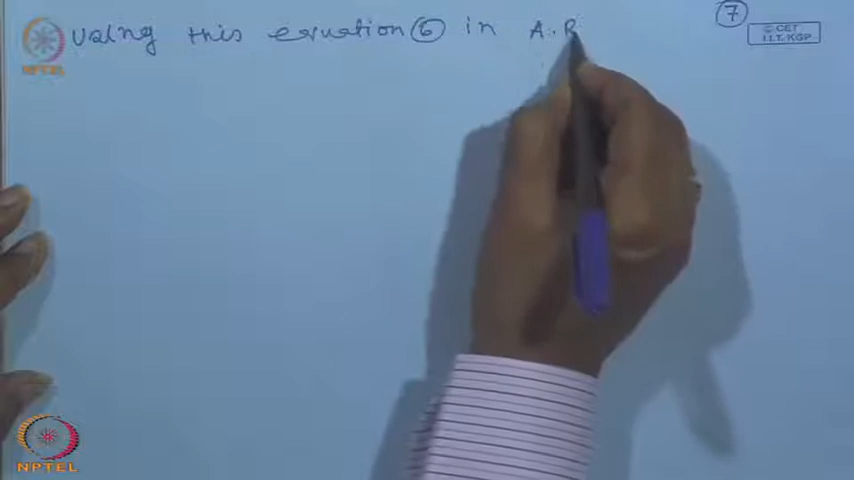 Using this equation 6 in A.R
7
© CET
I.I.T. KGP
NPTEL
NPTEL